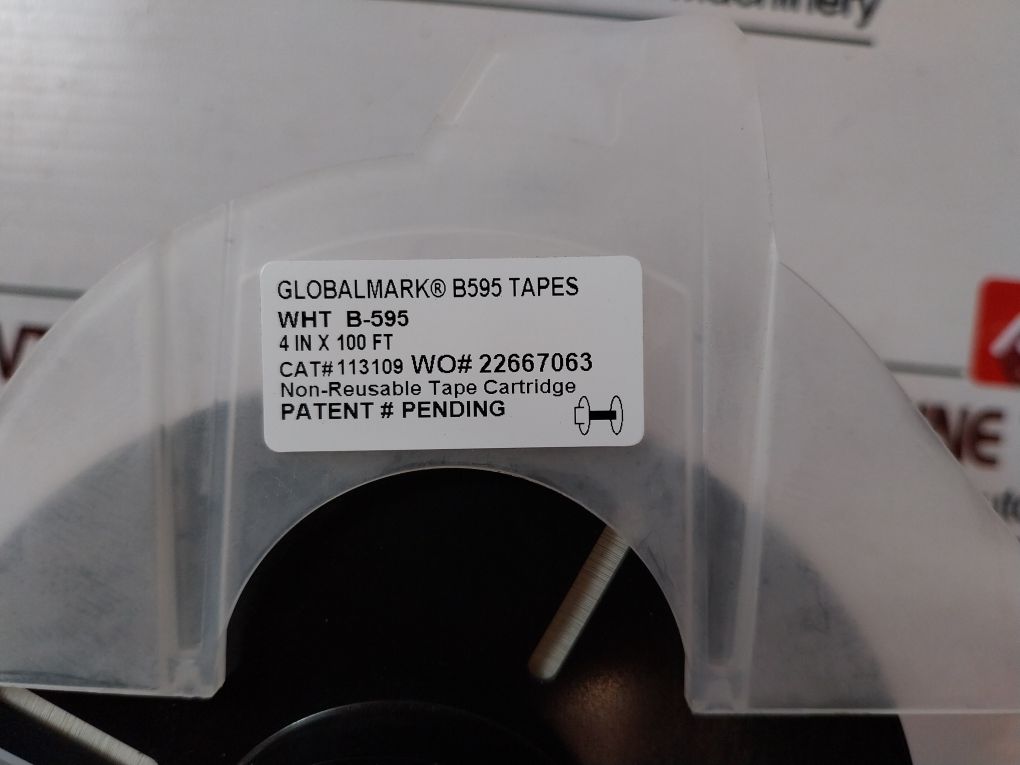 achinery
GLOBALMARK® B595 TAPES
WHT B-595
4 IN X 100 FT
CAT#113109 WO# 22667063
Non-Reusable Tape Cartridge
PATENT # PENDING